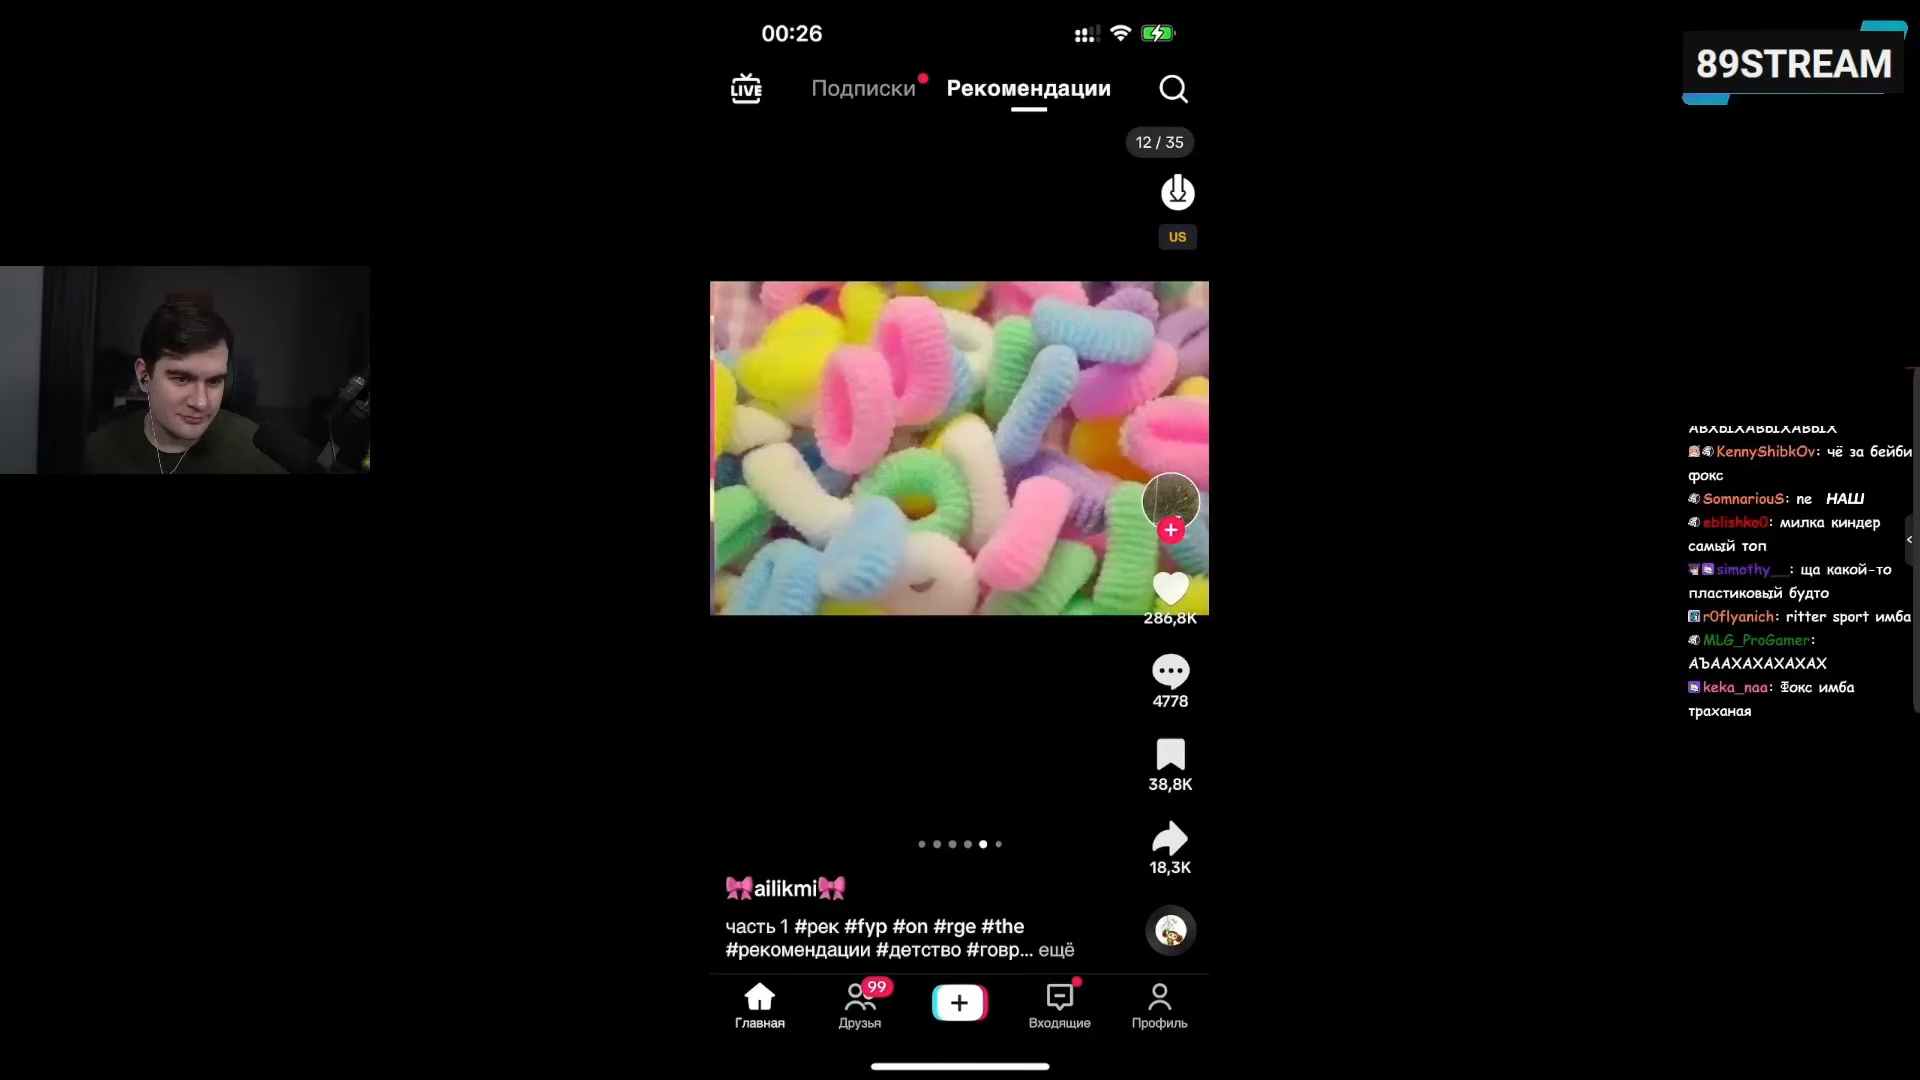 00:26
89STREAM
LIVE
Подписки
Рекомендации
12 / 35
US
286,8K
4778
38,8K
18,3K
ailikmi
часть 1 #рек #fyp #on #rge #the
#рекомендации #детство #говр... ещё
99
Главная
Друзья
Входящие
Профиль
АВХЫХАВЫХАВЫХ
KennyShibkOv: чё за бейби
фокс
SomnariouS: пе НАШ
eblishko0: милка киндер
самый топ
simothy__: ща какой-то
пластиковый будто
r0flyanich: ritter sport имба
MLG_ProGamer:
АЪААХАХАХАХАХ
keka_naa: Фокс имба
траханая